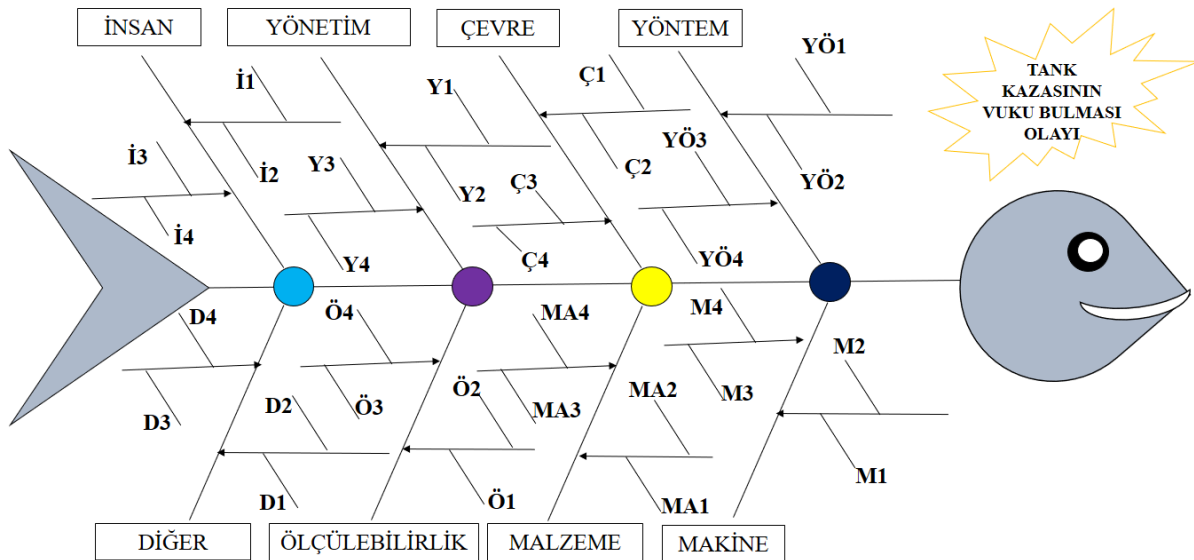 İNSAN
YÖNETİM
ÇEVRE
YÖNTEM
TANK
KAZASININ
VUKU BULMASI
OLAYI
İ1
Y1
Ç1
YÖ1
İ3
İ2
Y3
Y2
Ç3
Ç2
YÖ3
YÖ2
İ4
Y4
Ç4
YÖ4
D4
Ö4
MA4
M4
M2
D3
D2
Ö3
Ö2
MA3
MA2
M3
D1
Ö1
MA1
M1
DİĞER
ÖLÇÜLEBİLİRLİK
MALZEME
MAKİNE